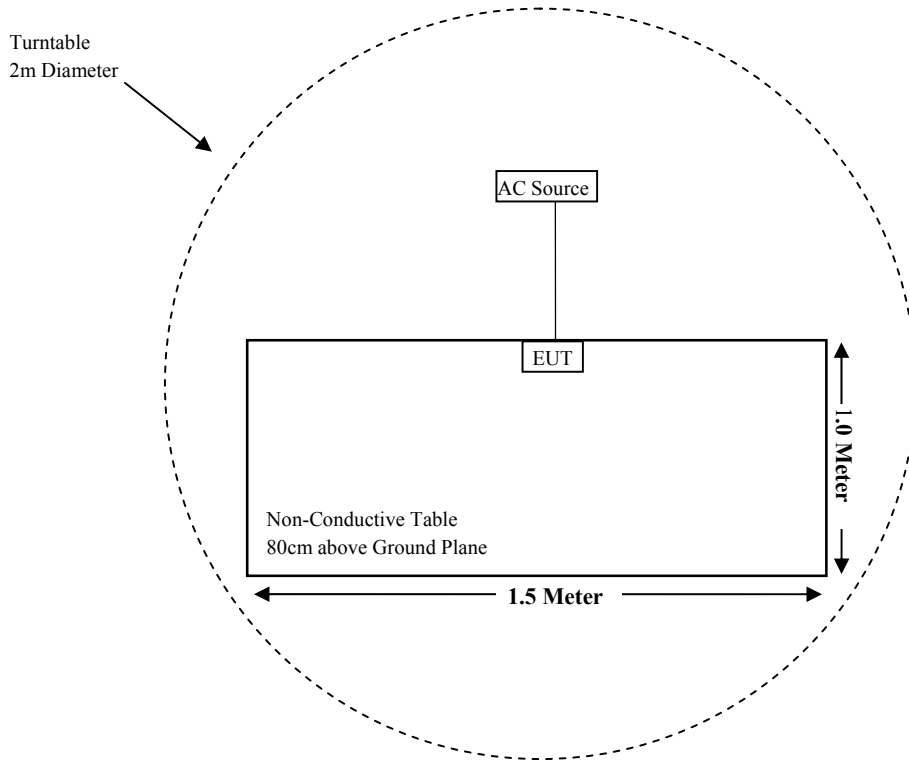 Turntable
2m Diameter
AC Source
EUT
1.0 Meter
Non-Conductive Table
80cm above Ground Plane
1.5 Meter